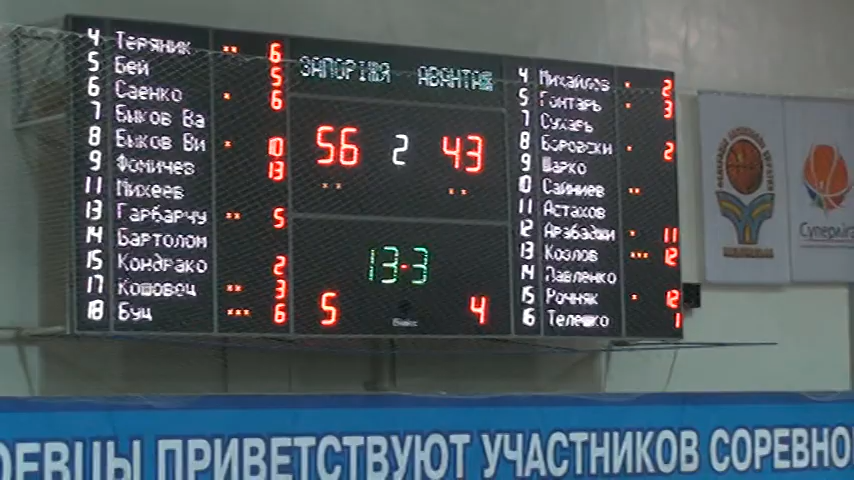 4 Теряник ** 6
5 Бей 5
6 Саенко * 6
7 Быков Ва
8 Быков Ви * 10
9 Фомичев 13
11 Михеев
13 Гарбарчу ** 5
14 Бартолом
15 Кондрако 2
17 Кошовец ** 3
18 Буц *** 6
ЗАПОРІЖЯ АВАНТАЖ
56 2 43
** **
13-3
5 4
4 Михайлов * 2
5 Гонтарь * 3
7 Сухарь
8 Боровски * 2
9 Шарко
10 Сайниев **
11 Астахов
12 Арабаджи * 11
13 Козлов *** 12
14 Павленко
15 Рочняк * 12
16 Телешко 1
Суперліга
ОЕВЦЫ ПРИВЕТСТВУЮТ УЧАСТНИКОВ СОРЕВНО